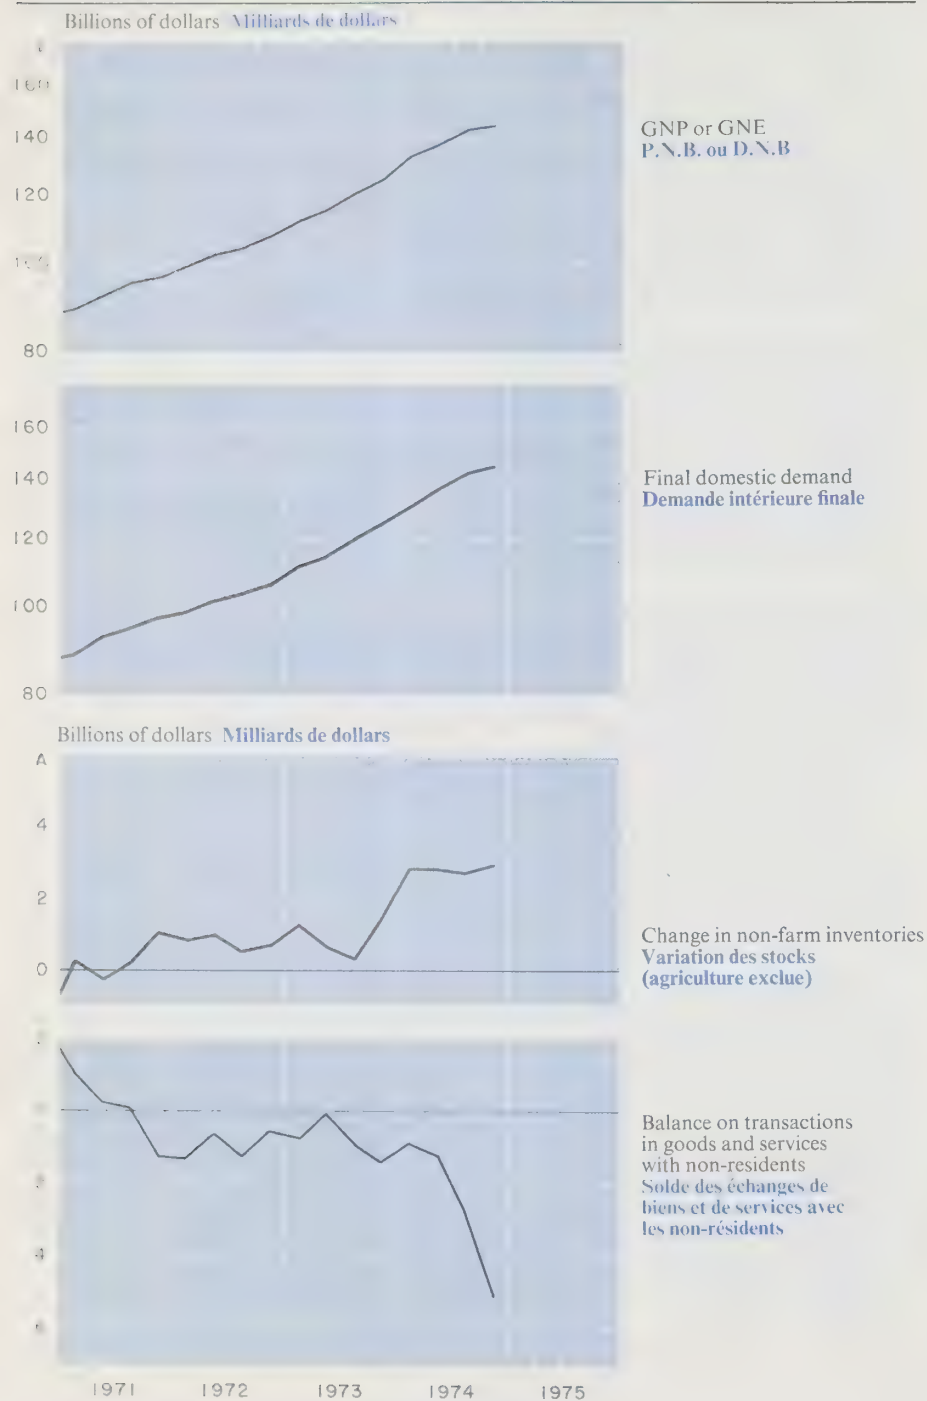 Billions of dollars Milliards de dollars
160
140
120
100
80
GNP or GNE
P.N.B. ou D.N.B
160
140
120
100
80
Final domestic demand
Demande intérieure finale
Billions of dollars Milliards de dollars
A
4
2
0
Change in non-farm inventories
Variation des stocks
(agriculture exclue)
4
Balance on transactions
in goods and services
with non-residents
Solde des échanges de
biens et de services avec
les non-résidents
1971 1972 1973 1974 1975